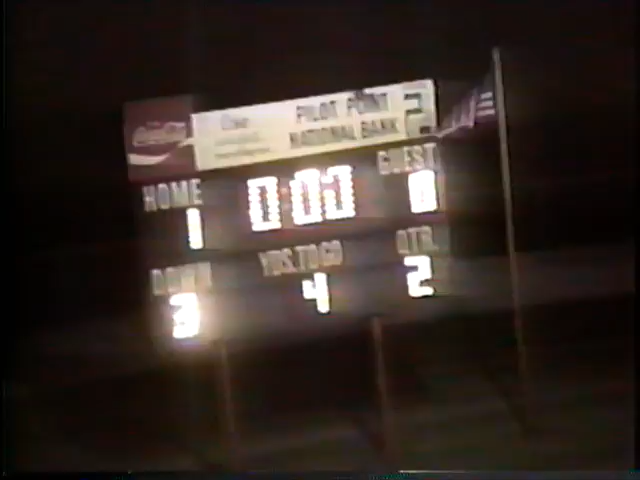 Coca-Cola
PILOT POINT
NATIONAL BANK
HOME
1
0:00
GUEST
0
DOWN
3
YDS. TO GO
4
QTR.
2